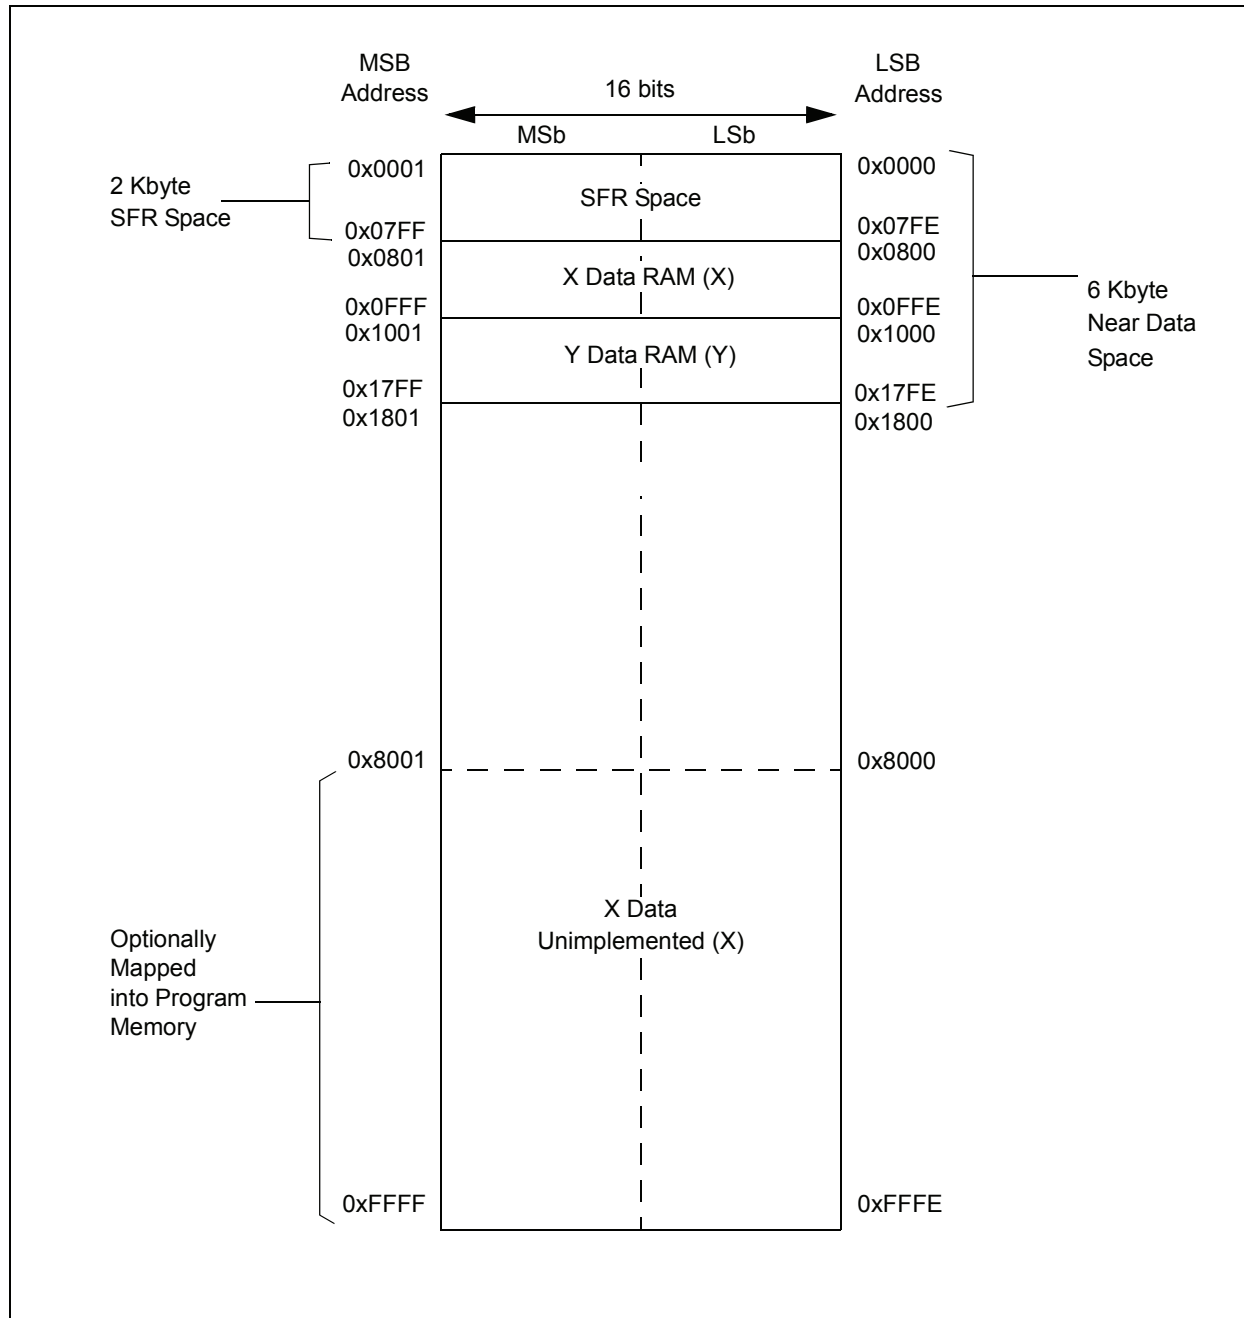 MSB
Address
16 bits
LSB
Address
MSb
LSb
2 Kbyte
SFR Space
0x0001
0x07FF
0x0801
0x0FFF
0x1001
0x17FF
0x1801
SFR Space
X Data RAM (X)
Y Data RAM (Y)
0x0000
0x07FE
0x0800
0x0FFE
0x1000
0x17FE
0x1800
6 Kbyte
Near Data
Space
0x8001
0x8000
Optionally
Mapped
into Program
Memory
X Data
Unimplemented (X)
0xFFFF
0xFFFE